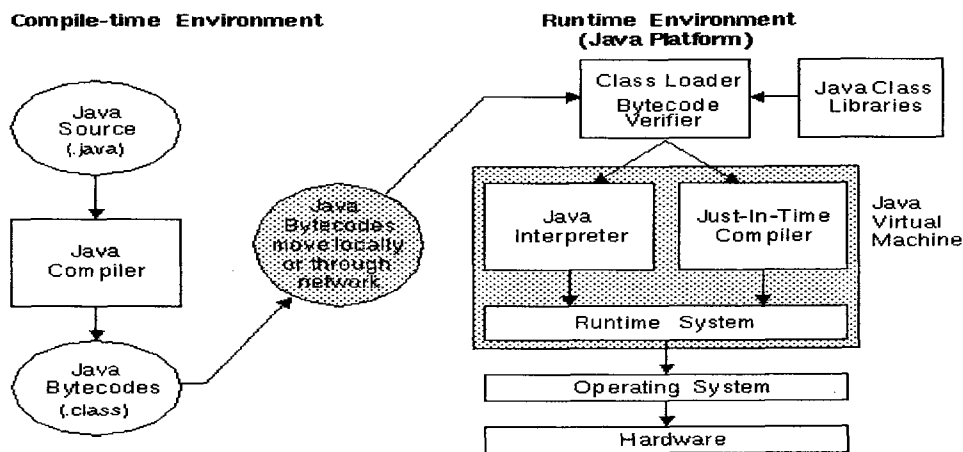 Compile-time Environment
Runtime Environment
(Java Platform)
Java
Source
(.java)
Java
Compiler
Java
Bytecodes
(.class)
Java
Bytecodes
move locally
or through
network
Class Loader
Bytecode
Verifier
Java Class
Libraries
Java
Interpreter
Just-In-Time
Compiler
Java
Virtual
Machine
Runtime System
Operating System
Hardware